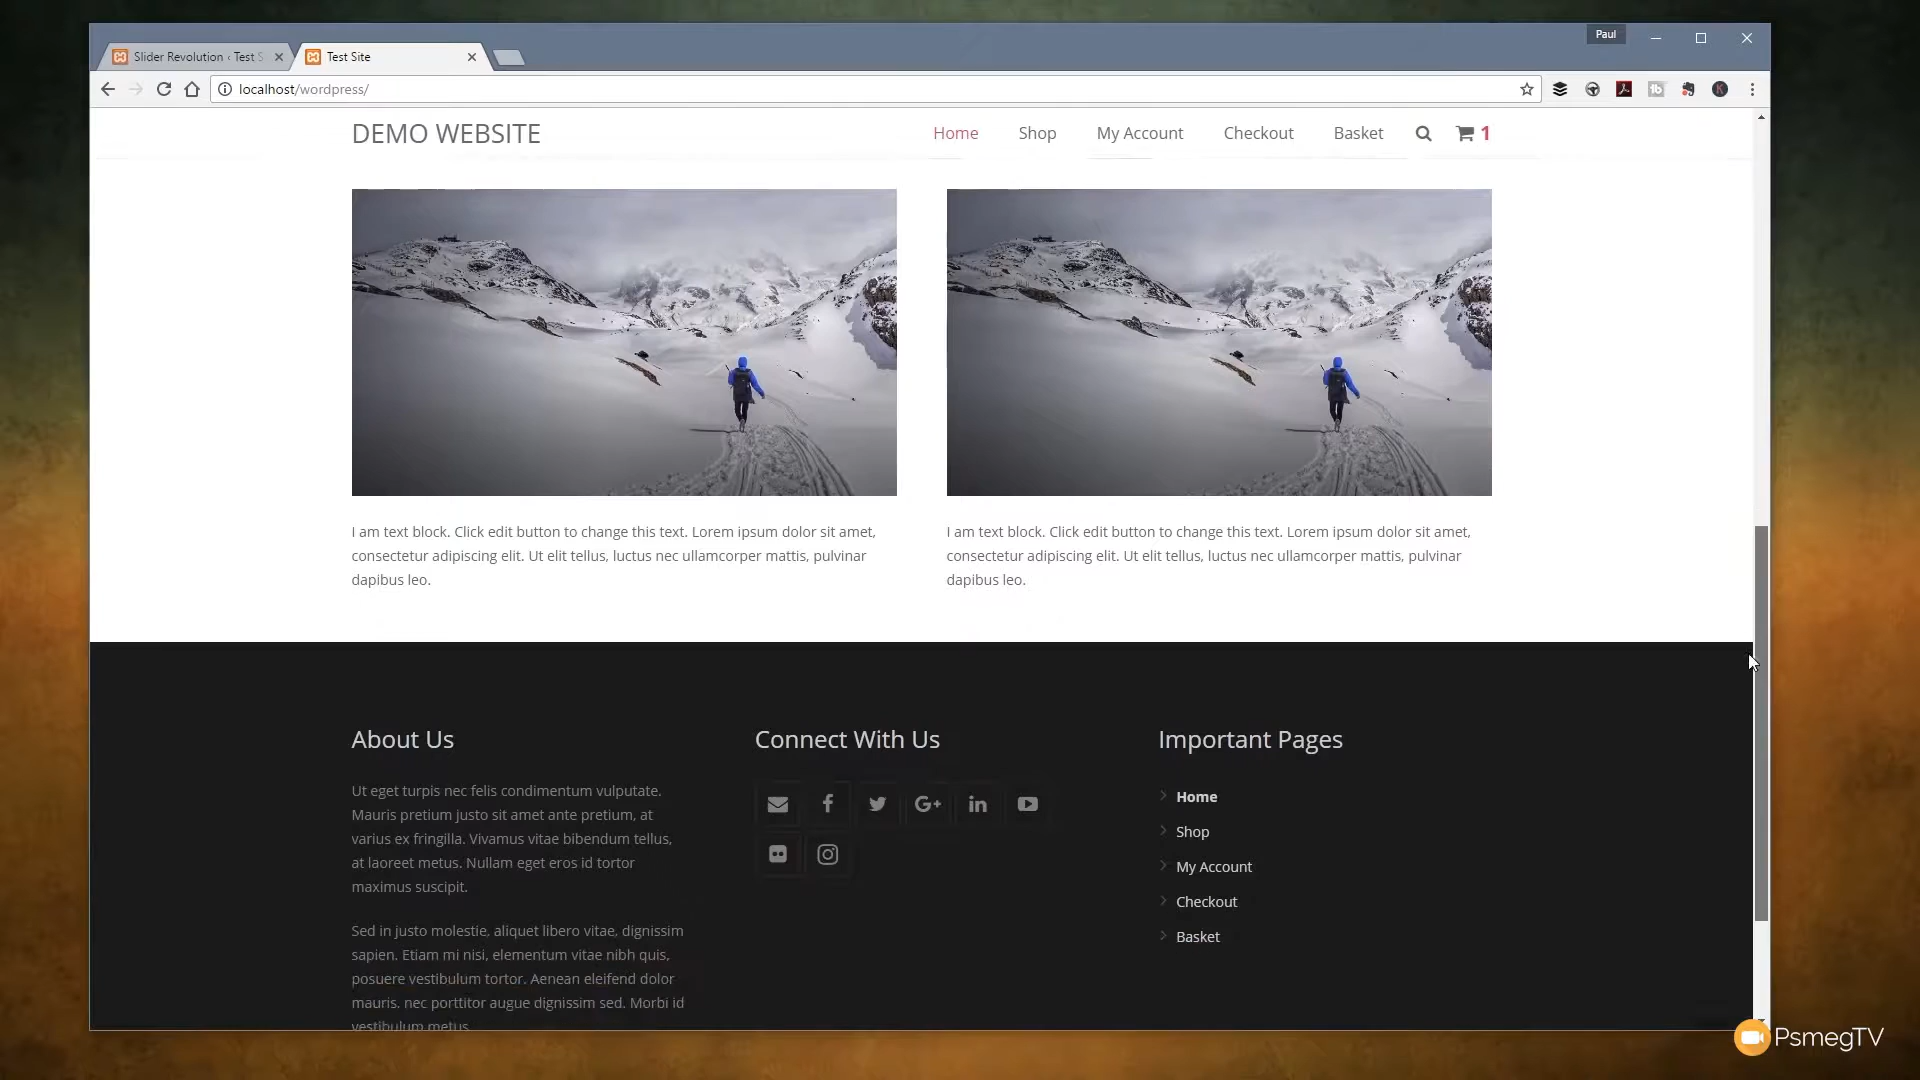 Paul
Slider Revolution ‹ Test S
Test Site
localhost/wordpress/
DEMO WEBSITE
Home
Shop
My Account
Checkout
Basket
1
I am text block. Click edit button to change this text. Lorem ipsum dolor sit amet,
consectetur adipiscing elit. Ut elit tellus, luctus nec ullamcorper mattis, pulvinar
dapibus leo.
I am text block. Click edit button to change this text. Lorem ipsum dolor sit amet,
consectetur adipiscing elit. Ut elit tellus, luctus nec ullamcorper mattis, pulvinar
dapibus leo.
About Us
Ut eget turpis nec felis condimentum vulputate.
Mauris pretium justo sit amet ante pretium, at
varius ex fringilla. Vivamus vitae bibendum tellus,
at laoreet metus. Nullam eget eros id tortor
maximus suscipit.
Sed in justo molestie, aliquet libero vitae, dignissim
sapien. Etiam mi nisi, elementum vitae nibh quis,
posuere vestibulum tortor. Aenean eleifend dolor
mauris, nec porttitor augue dignissim sed. Morbi id
vestibulum metus
Connect With Us
G+
in
Important Pages
Home
Shop
My Account
Checkout
Basket
PsmegTV